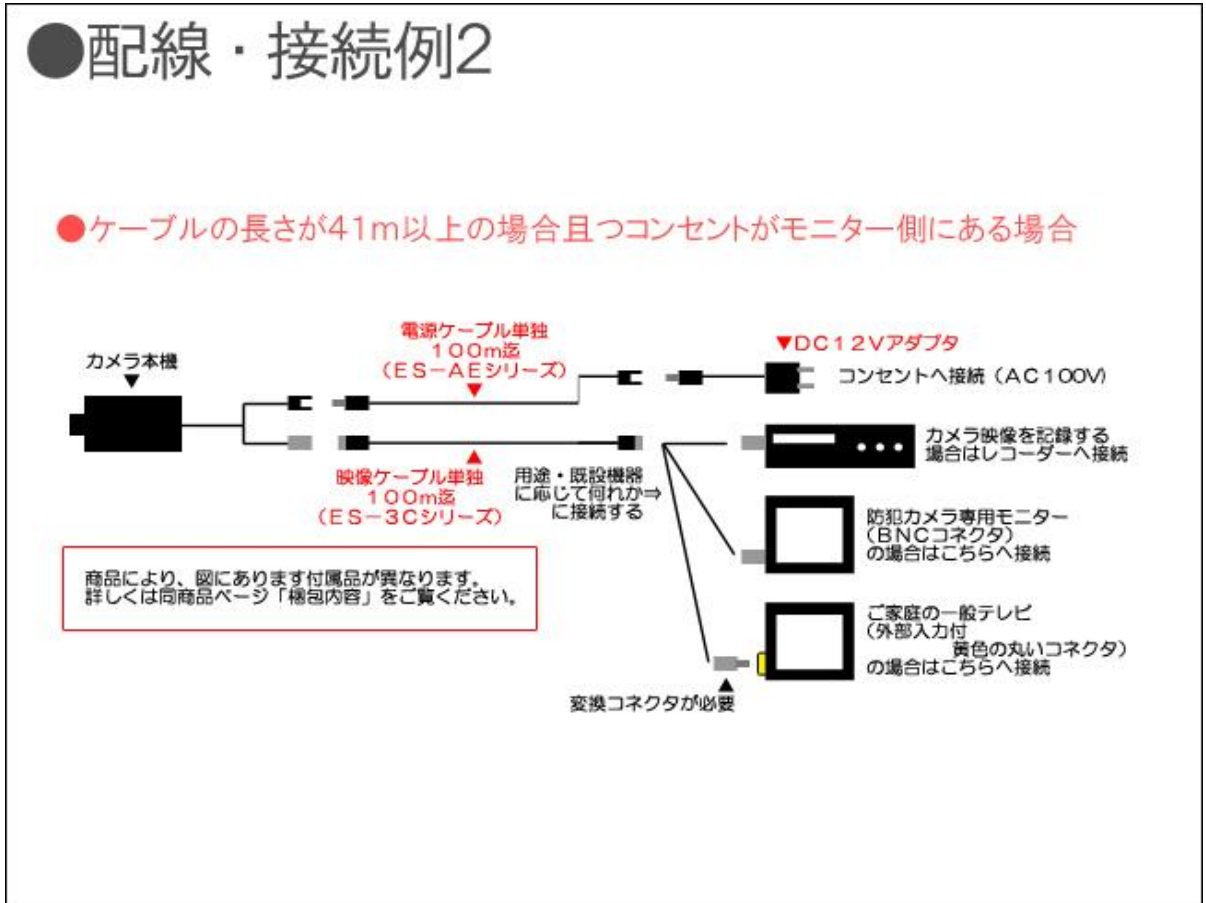 ●配線・接続例2
●ケーブルの長さが41m以上の場合且つコンセントがモニター側にある場合
カメラ本機
▼
電源ケーブル単独
100m迄
(ES-AEシリーズ)
▼
▼DC12Vアダプタ
コンセントへ接続(AC100V)
カメラ映像を記録する
場合はレコーダーへ接続
▲
映像ケーブル単独
100m迄
(ES-3Cシリーズ)
用途・既設機器
に応じて何れか⇒
に接続する
防犯カメラ専用モニター
(BNCコネクタ)
の場合はこちらへ接続
商品により、図にあります付属品が異なります。
詳しくは同商品ページ「梱包内容」をご覧ください。
ご家庭の一般テレビ
(外部入力付
黄色の丸いコネクタ)
の場合はこちらへ接続
▲
変換コネクタが必要